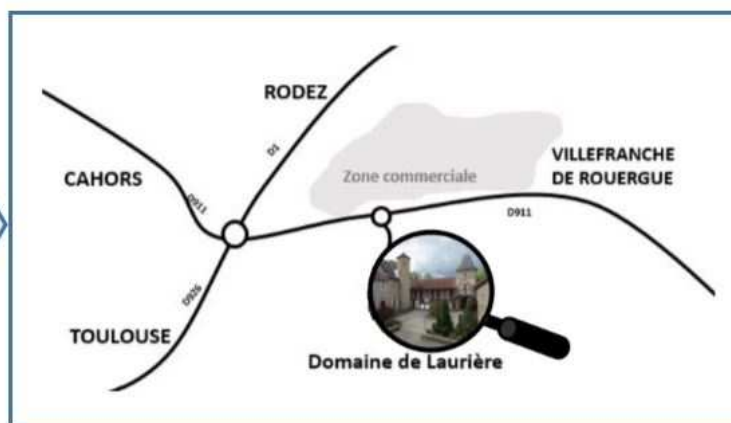 RODEZ
D1
CAHORS
D911
Zone commerciale
VILLEFRANCHE
DE ROUERGUE
D911
D926
TOULOUSE
Domaine de Laurière